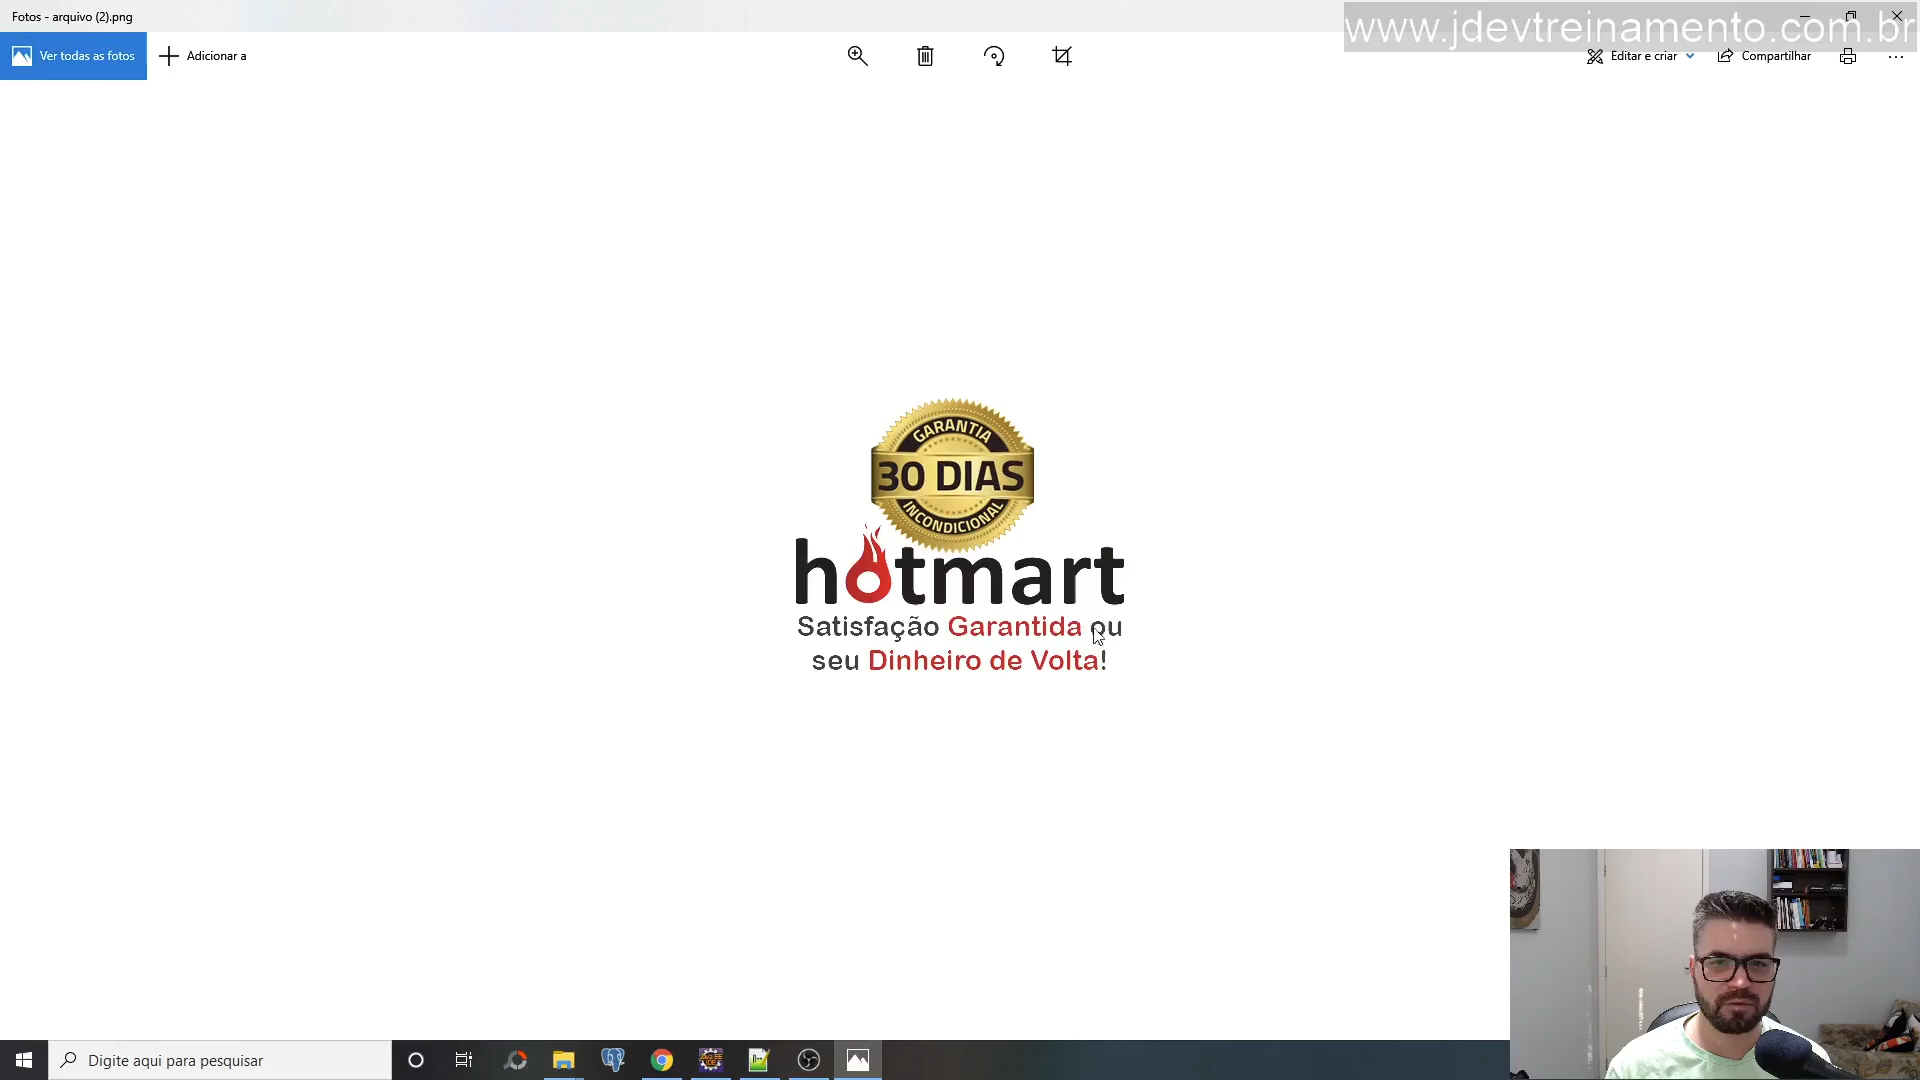 Fotos - arquivo (2).png
www.jdevtreinamento.com.br
Ver todas as fotos
Adicionar a
Editar e criar
Compartilhar
GARANTIA
30 DIAS
INCONDICIONAL
hotmart
Satisfação Garantida ou
seu Dinheiro de Volta!
Digite aqui para pesquisar